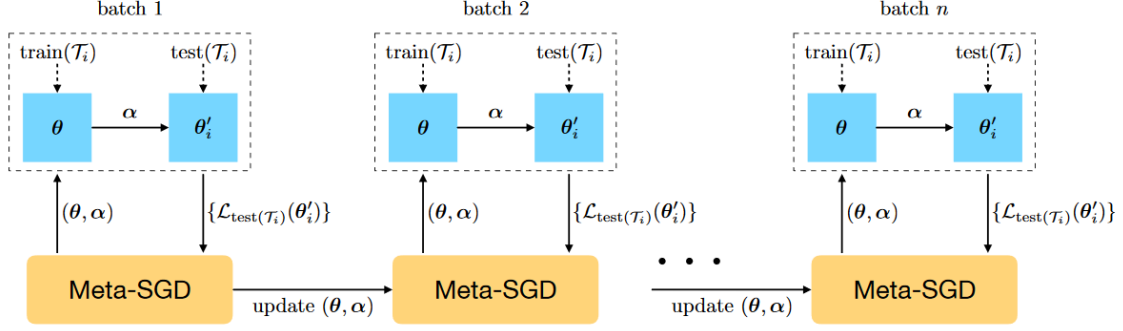 batch 1
batch 2
batch n
train(𝒯ᵢ) test(𝒯ᵢ)
train(𝒯ᵢ) test(𝒯ᵢ)
train(𝒯ᵢ) test(𝒯ᵢ)
θ α θ′ᵢ
θ α θ′ᵢ
θ α θ′ᵢ
(θ, α) {ℒ_test(𝒯ᵢ)(θ′ᵢ)}
(θ, α) {ℒ_test(𝒯ᵢ)(θ′ᵢ)}
(θ, α) {ℒ_test(𝒯ᵢ)(θ′ᵢ)}
Meta-SGD
update (θ, α)
Meta-SGD
• • •
update (θ, α)
Meta-SGD